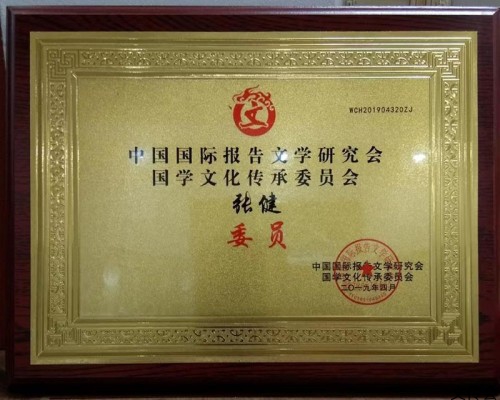 WCH20190432DZJ
文
中国国际报告文学研究会
国学文化传承委员会
张健
委员
中国国际报告文学研究会
国学文化传承委员会
二〇一九年四月